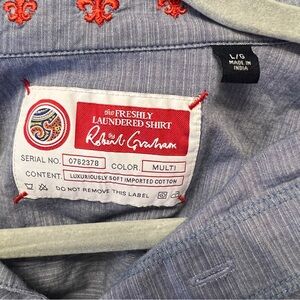 L/G
MADE IN
INDIA
the FRESHLY
LAUNDERED SHIRT
by
Robert Graham
SERIAL NO. 0762378 COLOR. MULTI
CONTENT. LUXURIOUSLY SOFT IMPORTED COTTON
DO NOT REMOVE THIS LABEL